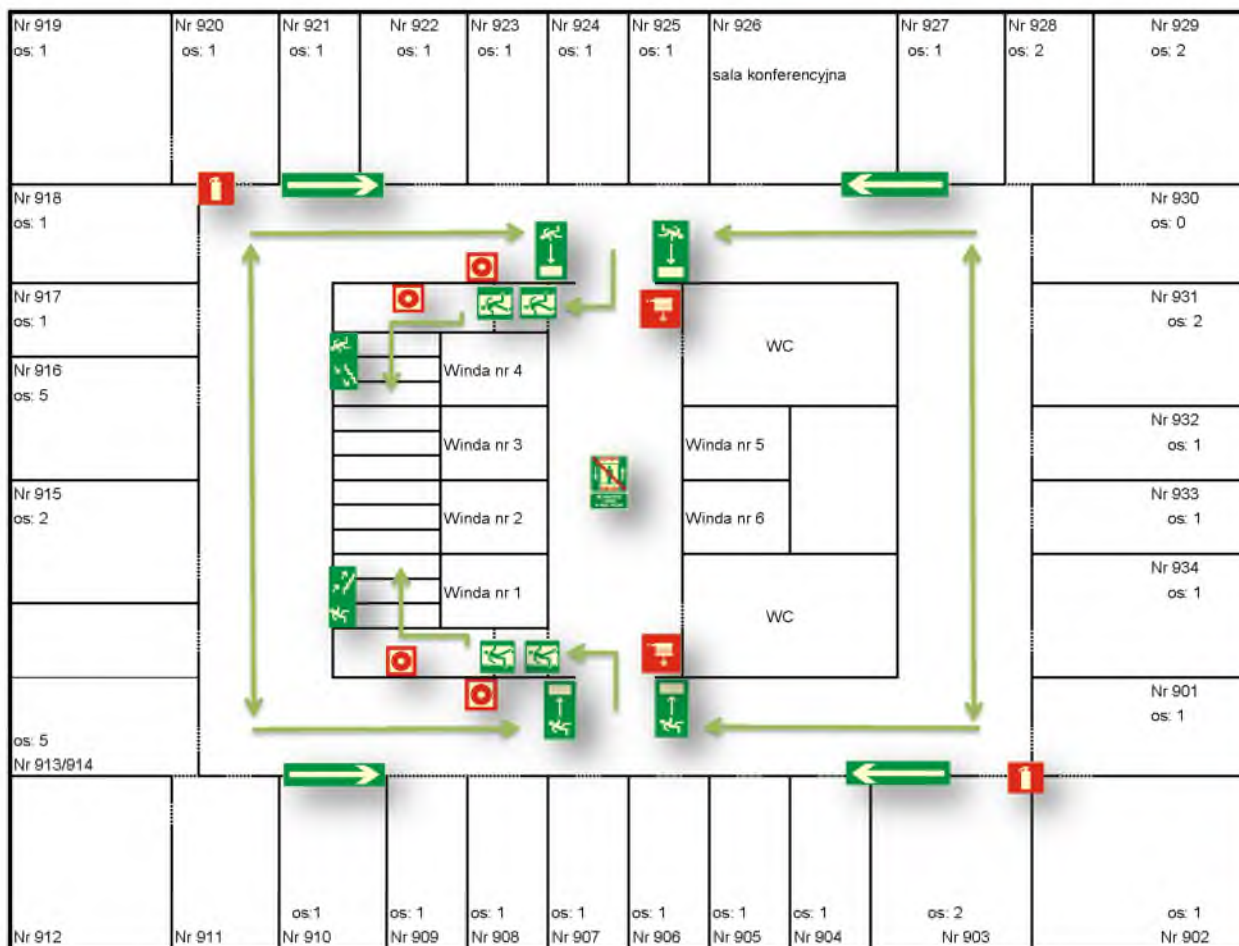 Nr 919
os: 1
Nr 920
os: 1
Nr 921
os: 1
Nr 922
os: 1
Nr 923
os: 1
Nr 924
os: 1
Nr 925
os: 1
Nr 926
sala konferencyjna
Nr 927
os: 1
Nr 928
os: 2
Nr 929
os: 2
Nr 918
os: 1
Nr 930
os: 0
Nr 917
os: 1
Nr 931
os: 2
WC
Nr 916
os: 5
Winda nr 4
Nr 932
os: 1
Winda nr 3
Winda nr 5
Nr 915
os: 2
Nr 933
os: 1
Winda nr 2
Winda nr 6
Nr 934
os: 1
Winda nr 1
WC
Nr 901
os: 1
os: 5
Nr 913/914
Nr 912
Nr 911
os:1
Nr 910
os: 1
Nr 909
os: 1
Nr 908
os: 1
Nr 907
os: 1
Nr 906
os: 1
Nr 905
os: 1
Nr 904
os: 2
Nr 903
os: 1
Nr 902